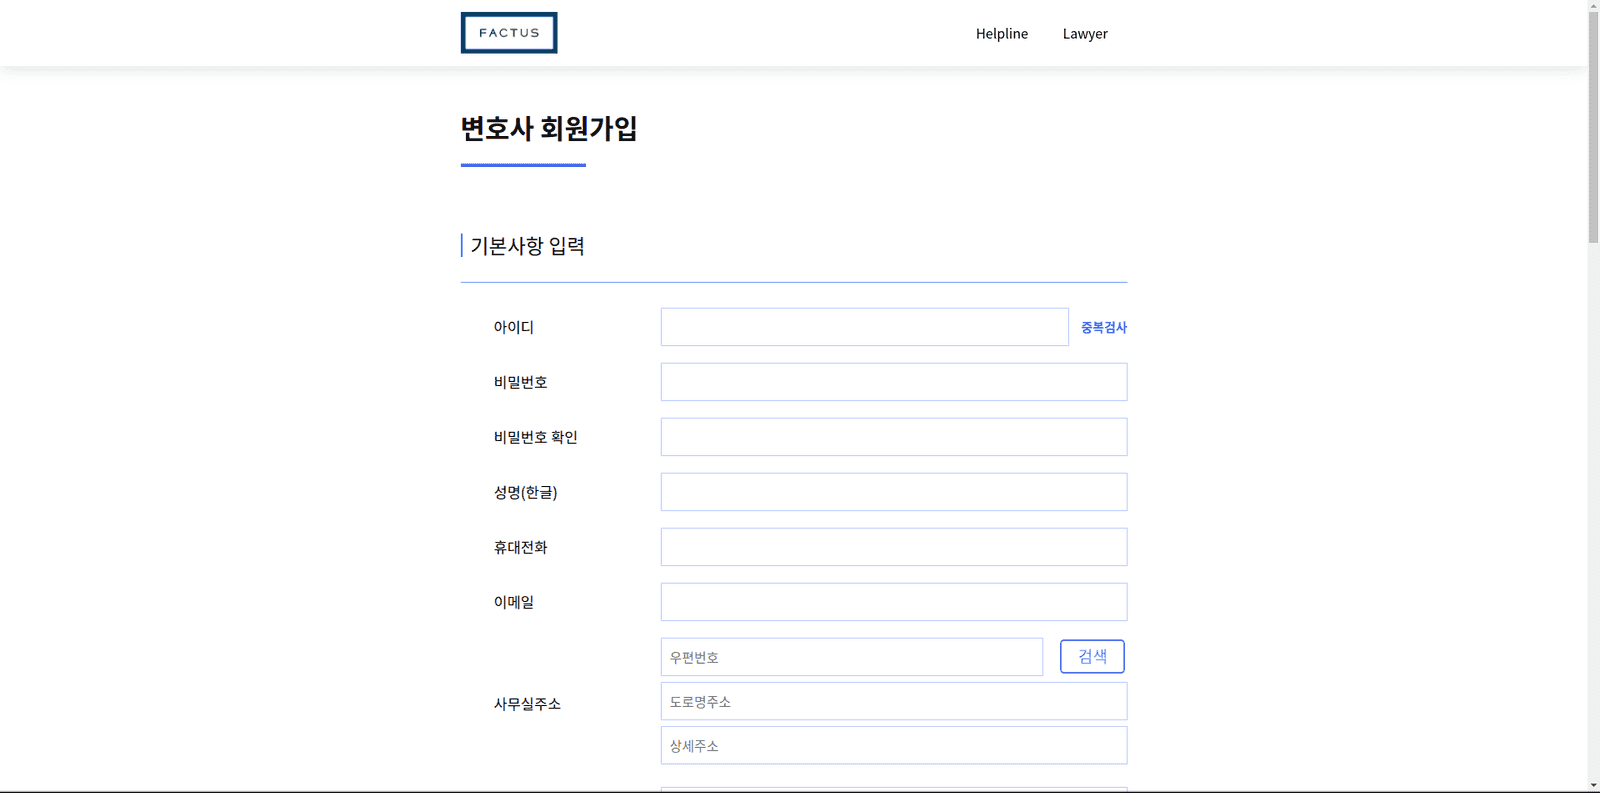 FACTUS
Helpline
Lawyer
변호사 회원가입
기본사항 입력
아이디
중복검사
비밀번호
비밀번호 확인
성명(한글)
휴대전화
이메일
우편번호
검색
사무실주소
도로명주소
상세주소